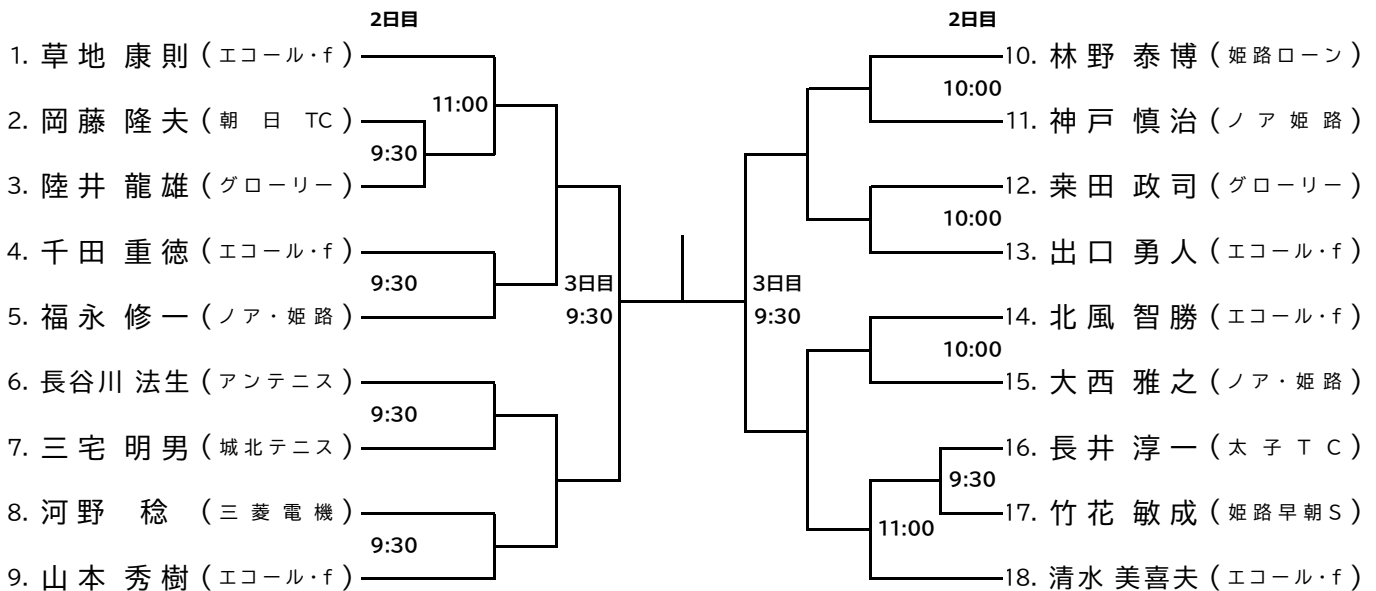 2日目
1. 草地 康則 (エコール・f)
11:00
2. 岡藤 隆夫 (朝日 TC)
9:30
3. 陸井 龍雄 (グローリー)
4. 千田 重徳 (エコール・f)
9:30
5. 福永 修一 (ノア・姫路)
6. 長谷川 法生 (アンテニス)
9:30
7. 三宅 明男 (城北テニス)
8. 河野 稔 (三菱電機)
9:30
9. 山本 秀樹 (エコール・f)
3日目
9:30
2日目
10. 林野 泰博 (姫路ローン)
10:00
11. 神戸 慎治 (ノア姫路)
12. 桒田 政司 (グローリー)
10:00
13. 出口 勇人 (エコール・f)
3日目
9:30
14. 北風 智勝 (エコール・f)
10:00
15. 大西 雅之 (ノア・姫路)
16. 長井 淳一 (太子TC)
9:30
17. 竹花 敏成 (姫路早朝S)
11:00
18. 清水 美喜夫 (エコール・f)